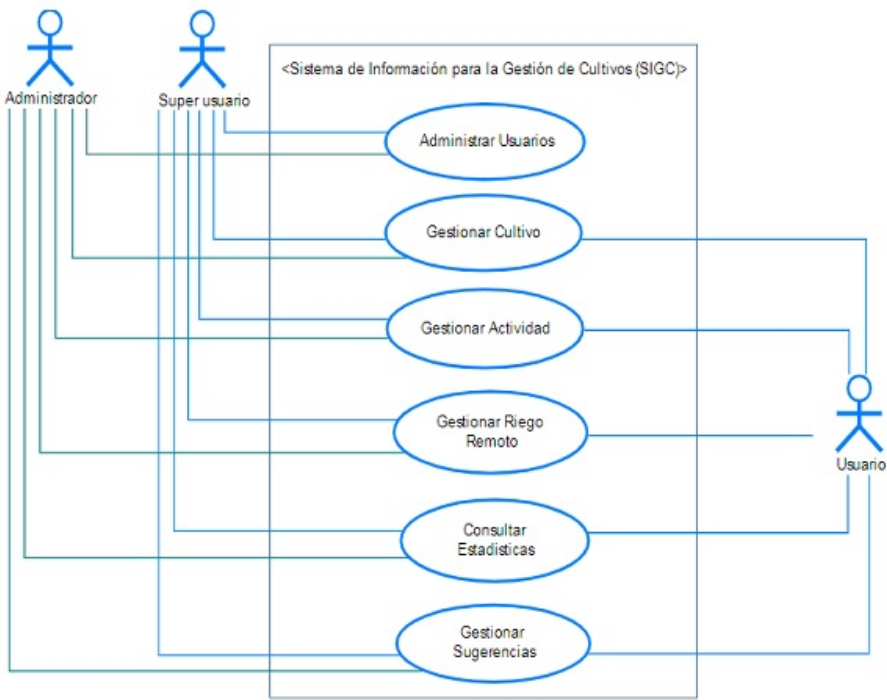 Administrador
Super usuario
<Sistema de Información para la Gestión de Cultivos (SIGC)>
Administrar Usuarios
Gestionar Cultivo
Gestionar Actividad
Gestionar Riego
Remoto
Usuario
Consultar
Estadisticas
Gestionar
Sugerencias